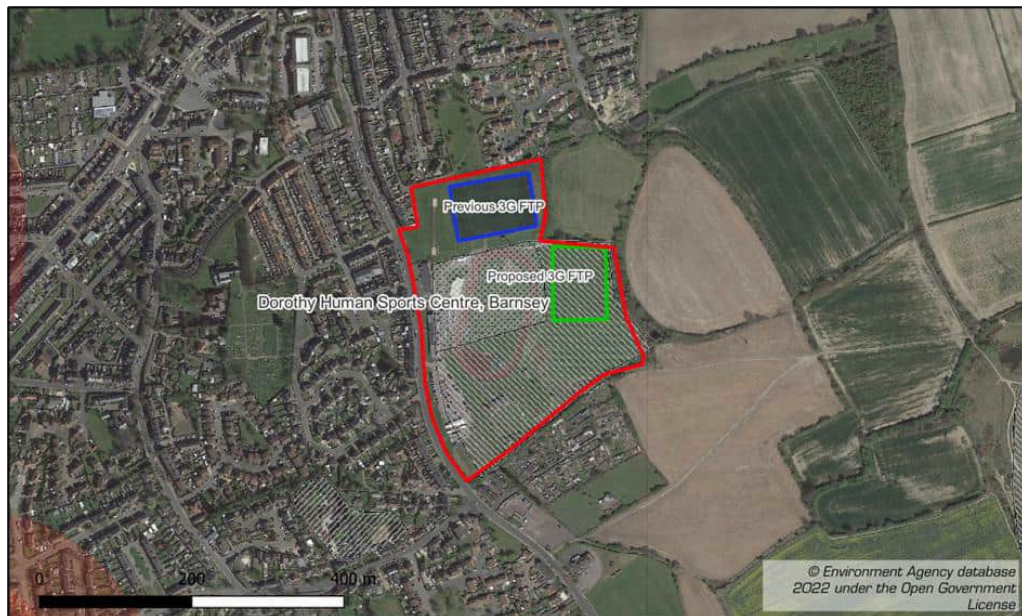 Previous 3G FTP
Proposed 3G FTP
Dorothy Human Sports Centre, Barnsey
0 200 400 m
© Environment Agency database
2022 under the Open Government
License